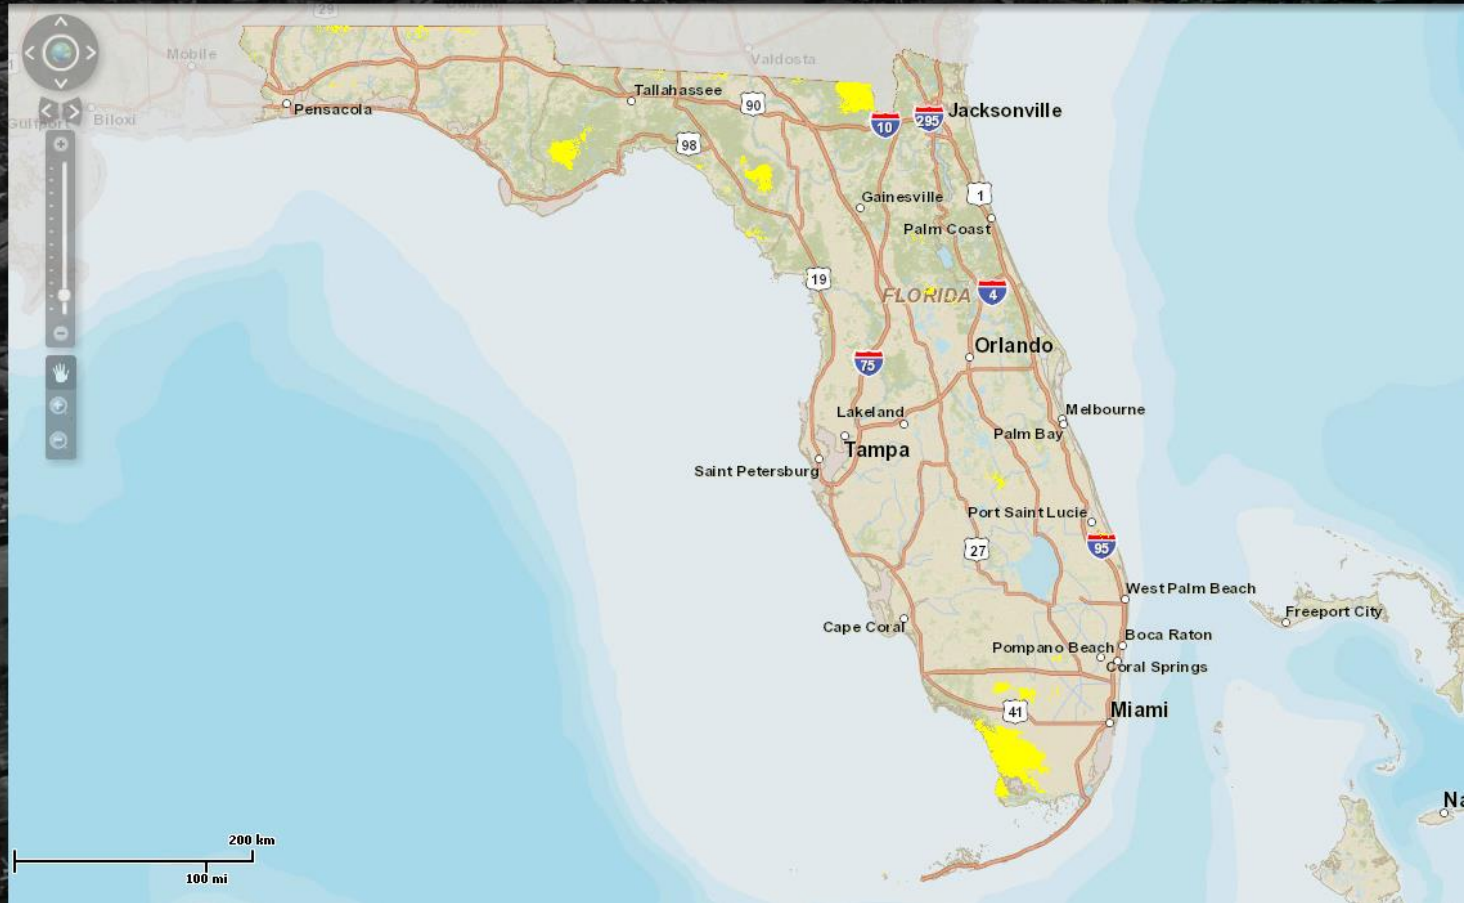 29
Mobile
Valdosta
Tallahassee
90
Pensacola
Biloxi
Gulfport
10
295
Jacksonville
98
1
Gainesville
Palm Coast
19
FLORIDA
4
Orlando
75
Lakeland
Melbourne
Palm Bay
Tampa
Saint Petersburg
Port Saint Lucie
27
95
West Palm Beach
Freeport City
Cape Coral
Boca Raton
Pompano Beach
Coral Springs
41
Miami
Na
200 km
100 mi